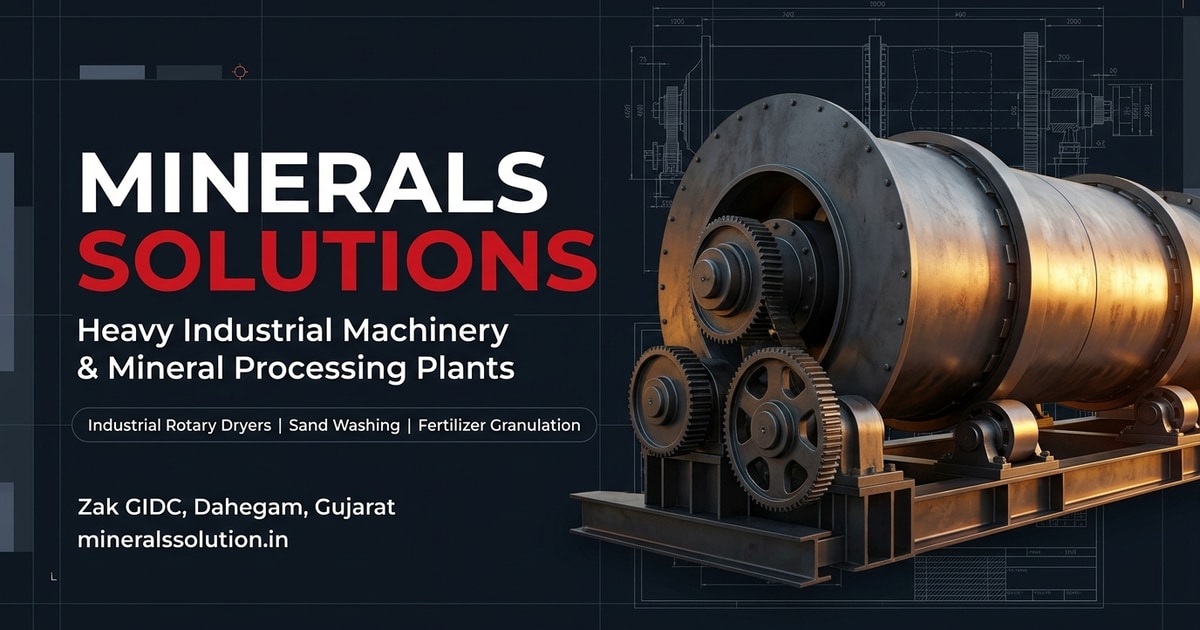 MINERALS
SOLUTIONS
Heavy Industrial Machinery
& Mineral Processing Plants
Industrial Rotary Dryers | Sand Washing | Fertilizer Granulation
Zak GIDC, Dahegam, Gujarat
mineralssolution.in